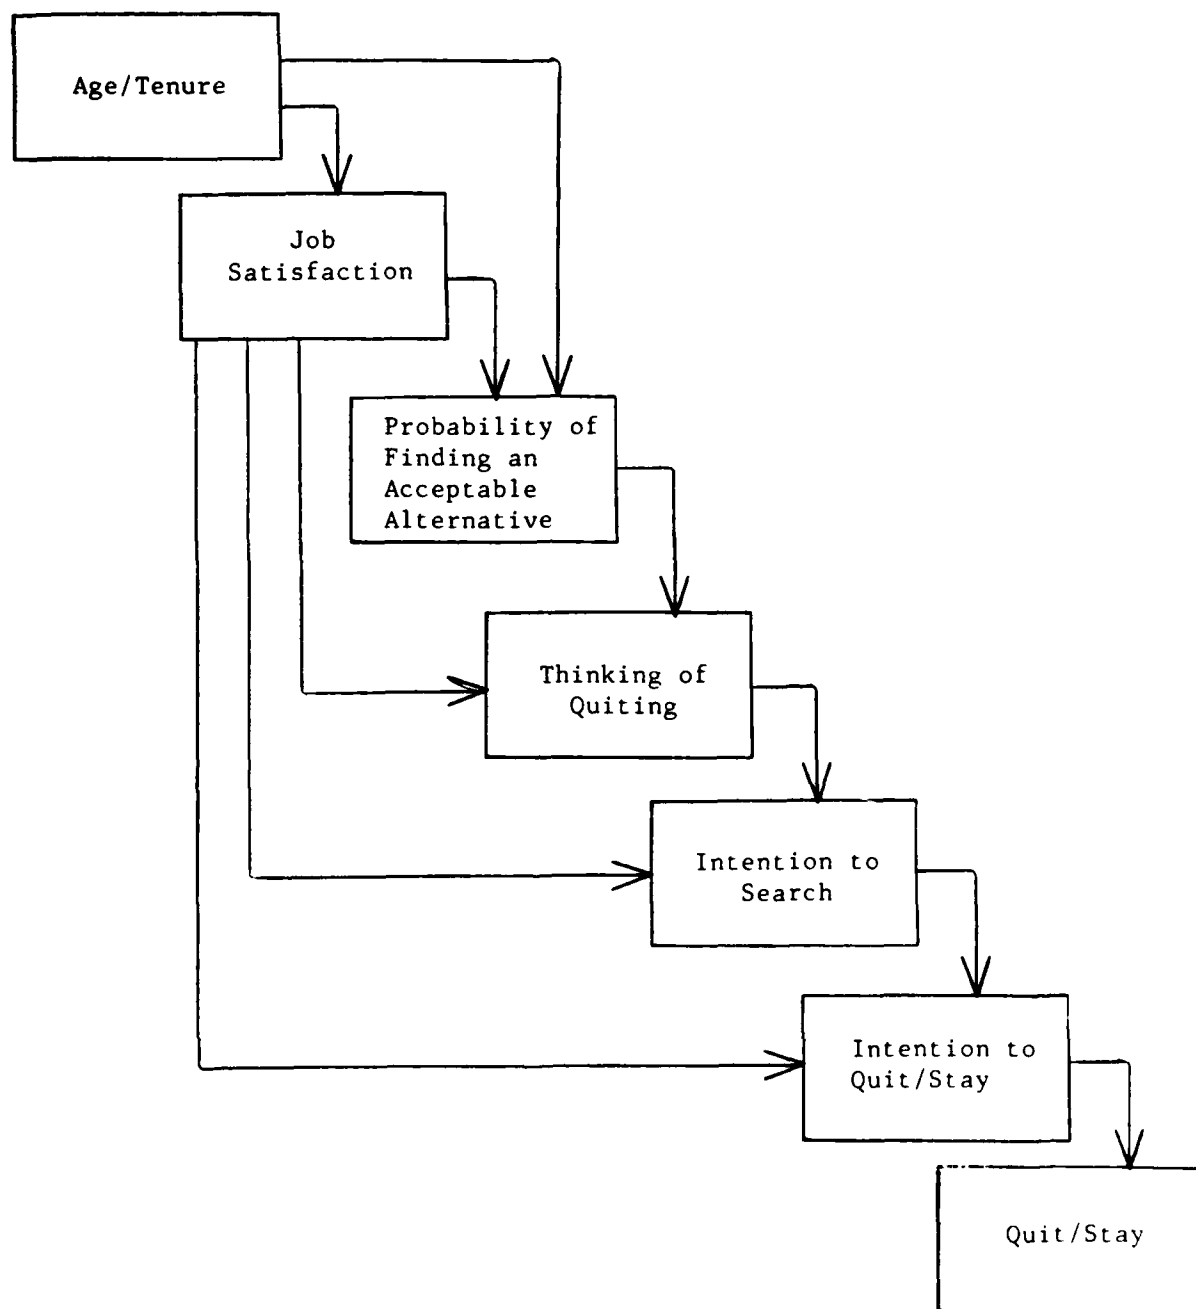 Age/Tenure
Job
Satisfaction
Probability of
Finding an
Acceptable
Alternative
Thinking of
Quiting
Intention to
Search
Intention to
Quit/Stay
Quit/Stay